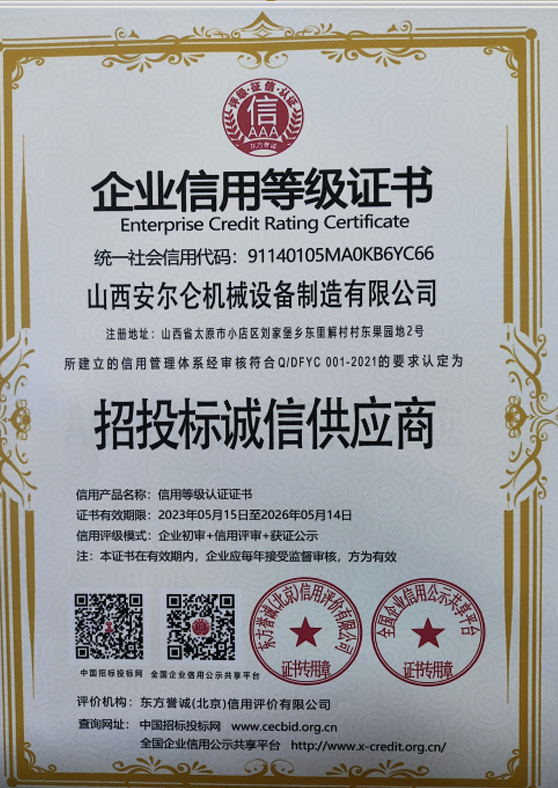 评级·征信·认证
信
AAA
东方誉诚
企业信用等级证书
Enterprise Credit Rating Certificate
统一社会信用代码：91140105MA0KB6YC66
山西安尔仑机械设备制造有限公司
注册地址：山西省太原市小店区刘家堡乡东里解村村东果园地2号
所建立的信用管理体系经审核符合Q/DFYC 001-2021的要求认定为
招投标诚信供应商
信用产品名称：信用等级认证证书
证书有效期限：2023年05月15日至2026年05月14日
信用评级模式：企业初审+信用评审+获证公示
注：本证书在有效期内，企业应每年接受监督审核，方为有效
东方誉诚(北京)信用评价有限公司
证书专用章
全国企业信用公示共享平台
证书专用章
中国招标投标网 全国企业信用公示共享平台
评价机构：东方誉诚(北京)信用评价有限公司
查询网址： 中国招标投标网 www.cecbid.org.cn
全国企业信用公示共享平台 http://www.x-credit.org.cn/